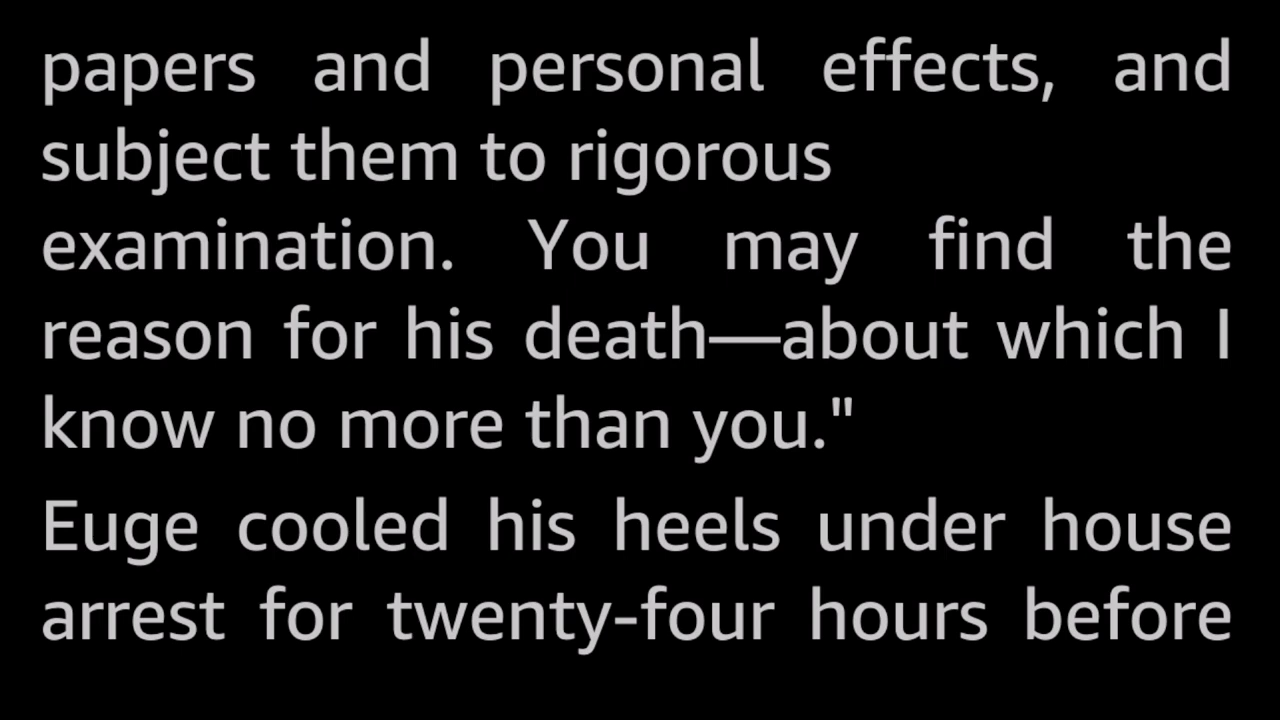 papers and personal effects, and
subject them to rigorous
examination. You may find the
reason for his death—about which I
know no more than you."
Euge cooled his heels under house
arrest for twenty-four hours before